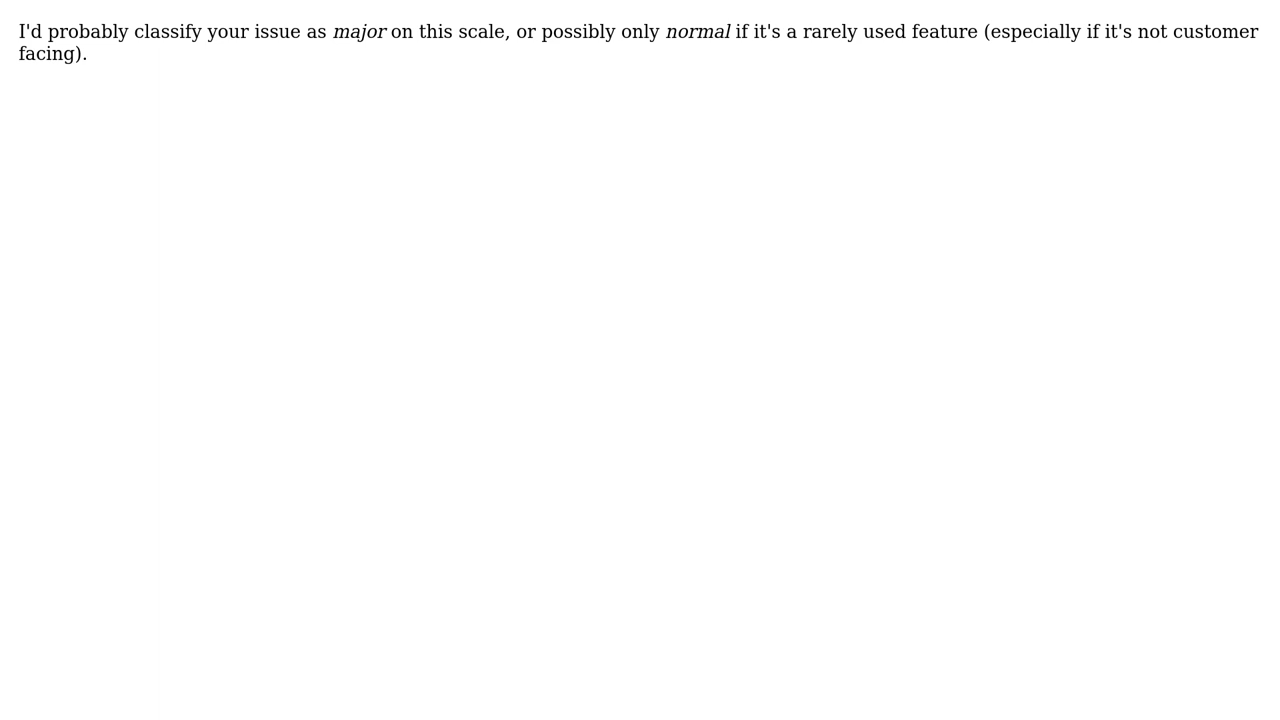 I'd probably classify your issue as major on this scale, or possibly only normal if it's a rarely used feature (especially if it's not customer
facing).